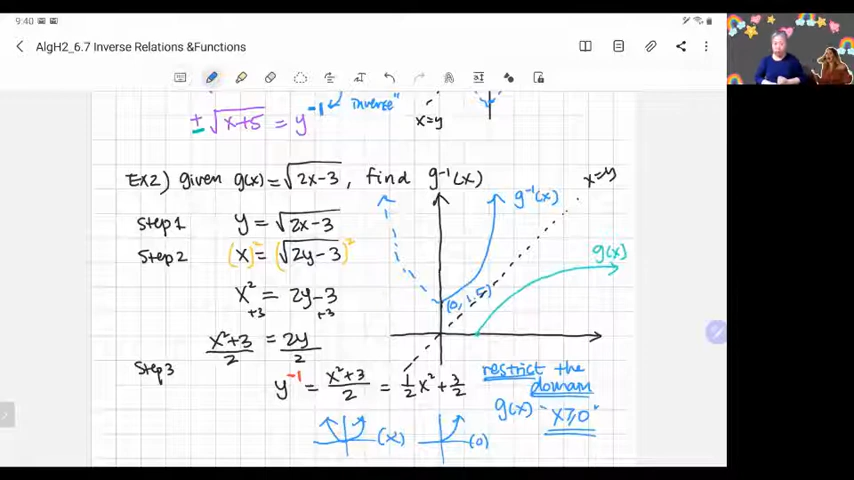 9:40
AlgH2_6.7 Inverse Relations &Functions
± √x+5 = y⁻¹
inverse"
x=y
EX2) given g(x)= √2x-3, find g⁻¹(x)
Step1 y = √2x-3
Step2 (x)² = (√2y-3)²
x² = 2y-3
+3 +3
x²+3 = 2y
2 2
Step3 y⁻¹ = x²+3 / 2 = 1/2 x² + 3/2
x=y
g⁻¹(x)
g(x)
(0, 1.5)
restrict the
domain
g(x) "x≥0"
(x) (0)